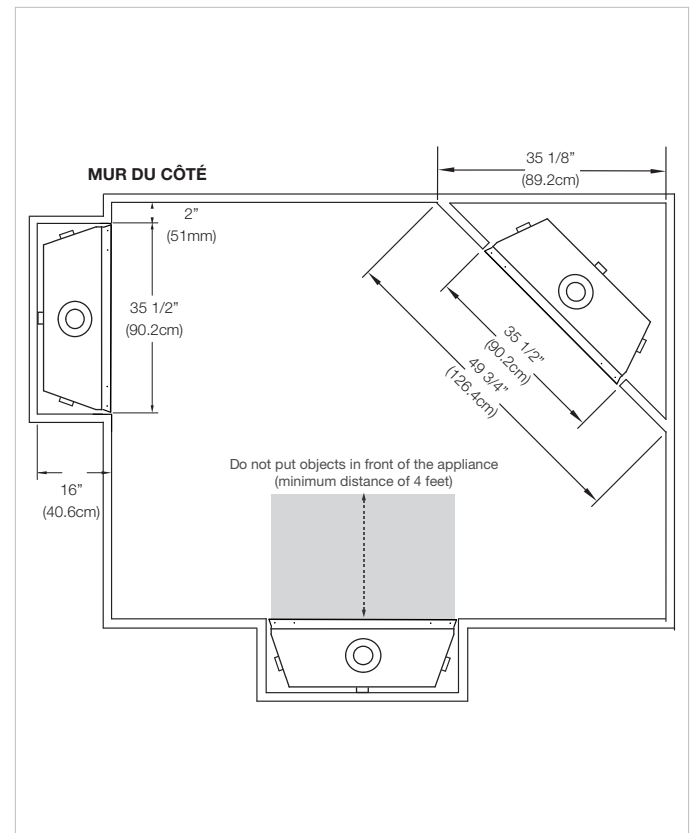 35 1/8”
(89.2cm)
MUR DU CÔTÉ
2”
(51mm)
35 1/2”
(90.2cm)
35 1/2”
(90.2cm)
49 3/4”
(126.4cm)
Do not put objects in front of the appliance
(minimum distance of 4 feet)
16”
(40.6cm)